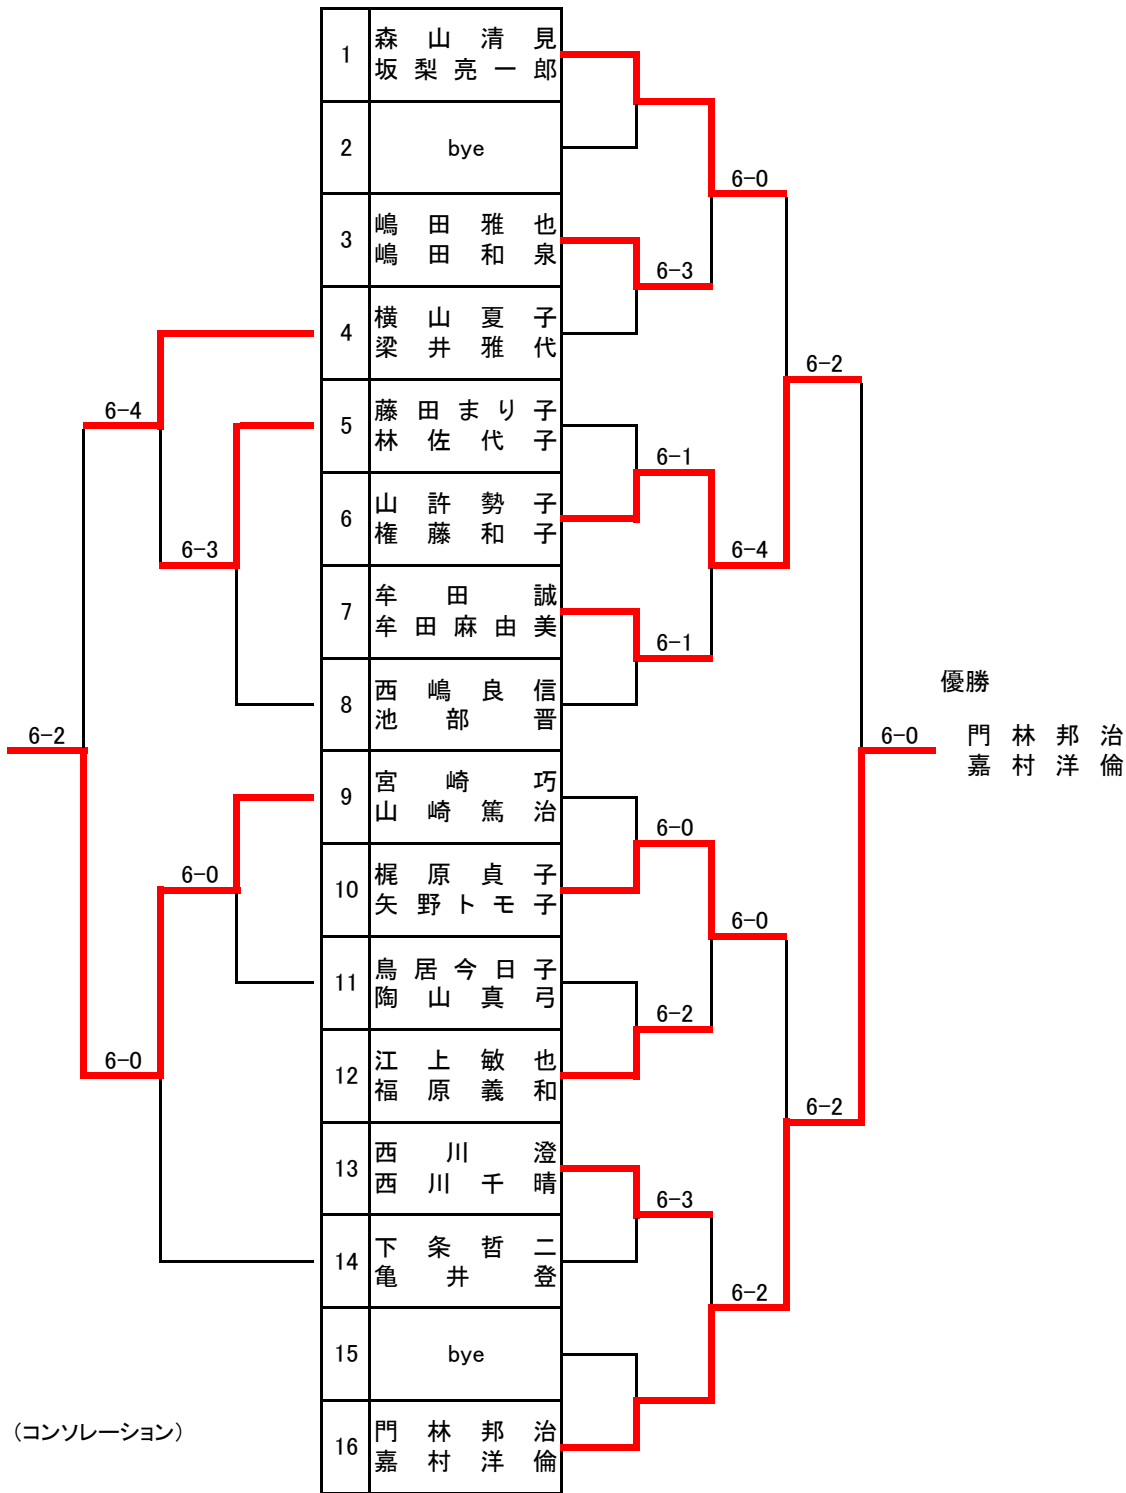 1 森山清見
坂梨亮一郎
2 bye
6-0
3 嶋田雅也
嶋田和泉
6-3
4 横山夏子
梁井雅代
6-2
6-4
5 藤田まり子
林佐代子
6-1
6 山許勢子
権藤和子
6-3
6-4
7 牟田誠
牟田麻由美
6-1
8 西嶋良信
池部晋
優勝
6-2
6-0
門林邦治
嘉村洋倫
9 宮崎巧
山崎篤治
6-0
6-0
10 梶原貞子
矢野トモ子
6-0
11 鳥居今日子
陶山真弓
6-2
6-0
12 江上敏也
福原義和
6-2
13 西川澄
西川千晴
6-3
14 下条哲二
亀井登
6-2
15 bye
(コンソレーション)
16 門林邦治
嘉村洋倫